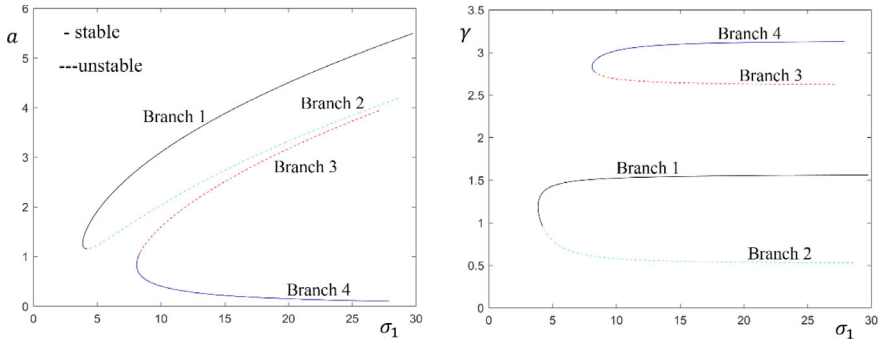 6
a
- stable
5
---unstable
4
Branch 1
Branch 2
3
Branch 3
2
1
Branch 4
0
0 5 10 15 20 25 30
σ₁
3.5
γ
Branch 4
3
Branch 3
2.5
2
Branch 1
1.5
1
Branch 2
0.5
0
0 5 10 15 20 25 30
σ₁